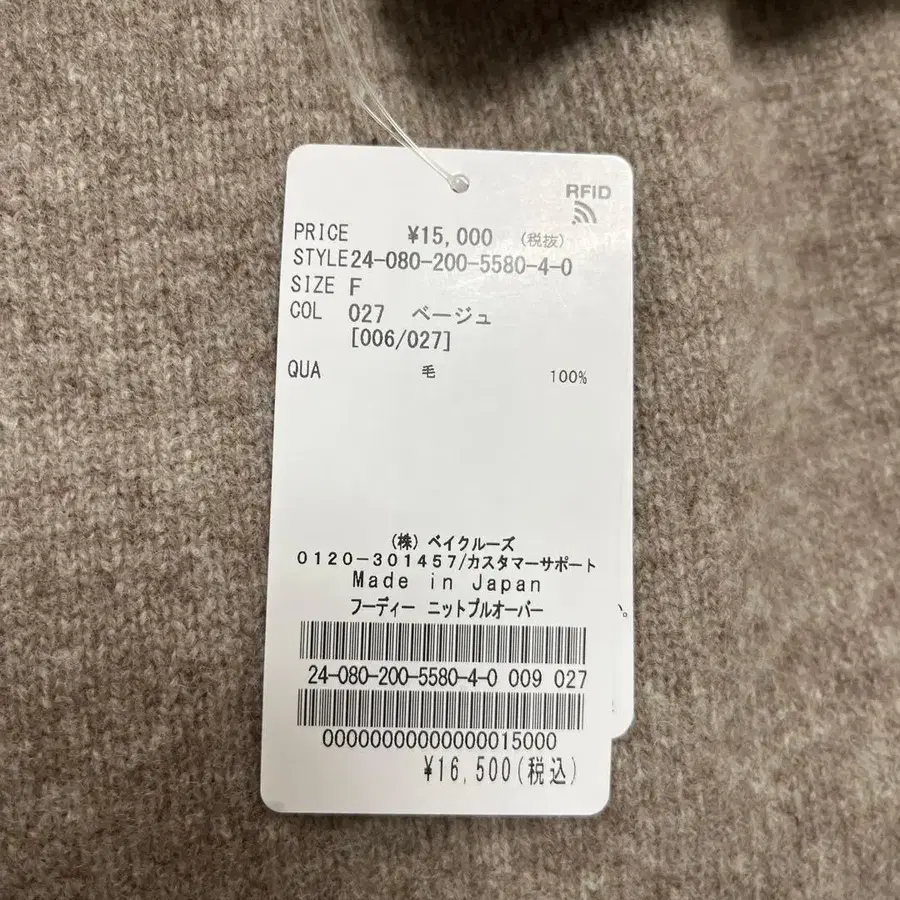 RFID
PRICE ¥15,000 (税抜)
STYLE 24-080-200-5580-4-0
SIZE F
COL 027 ベージュ
[006/027]
QUA 毛 100%
(株) ベイクルーズ
0120-301457/カスタマーサポート
Made in Japan
フーディー ニットプルオーバー
24-080-200-5580-4-0 009 027
00000000000000015000
¥16,500(税込)